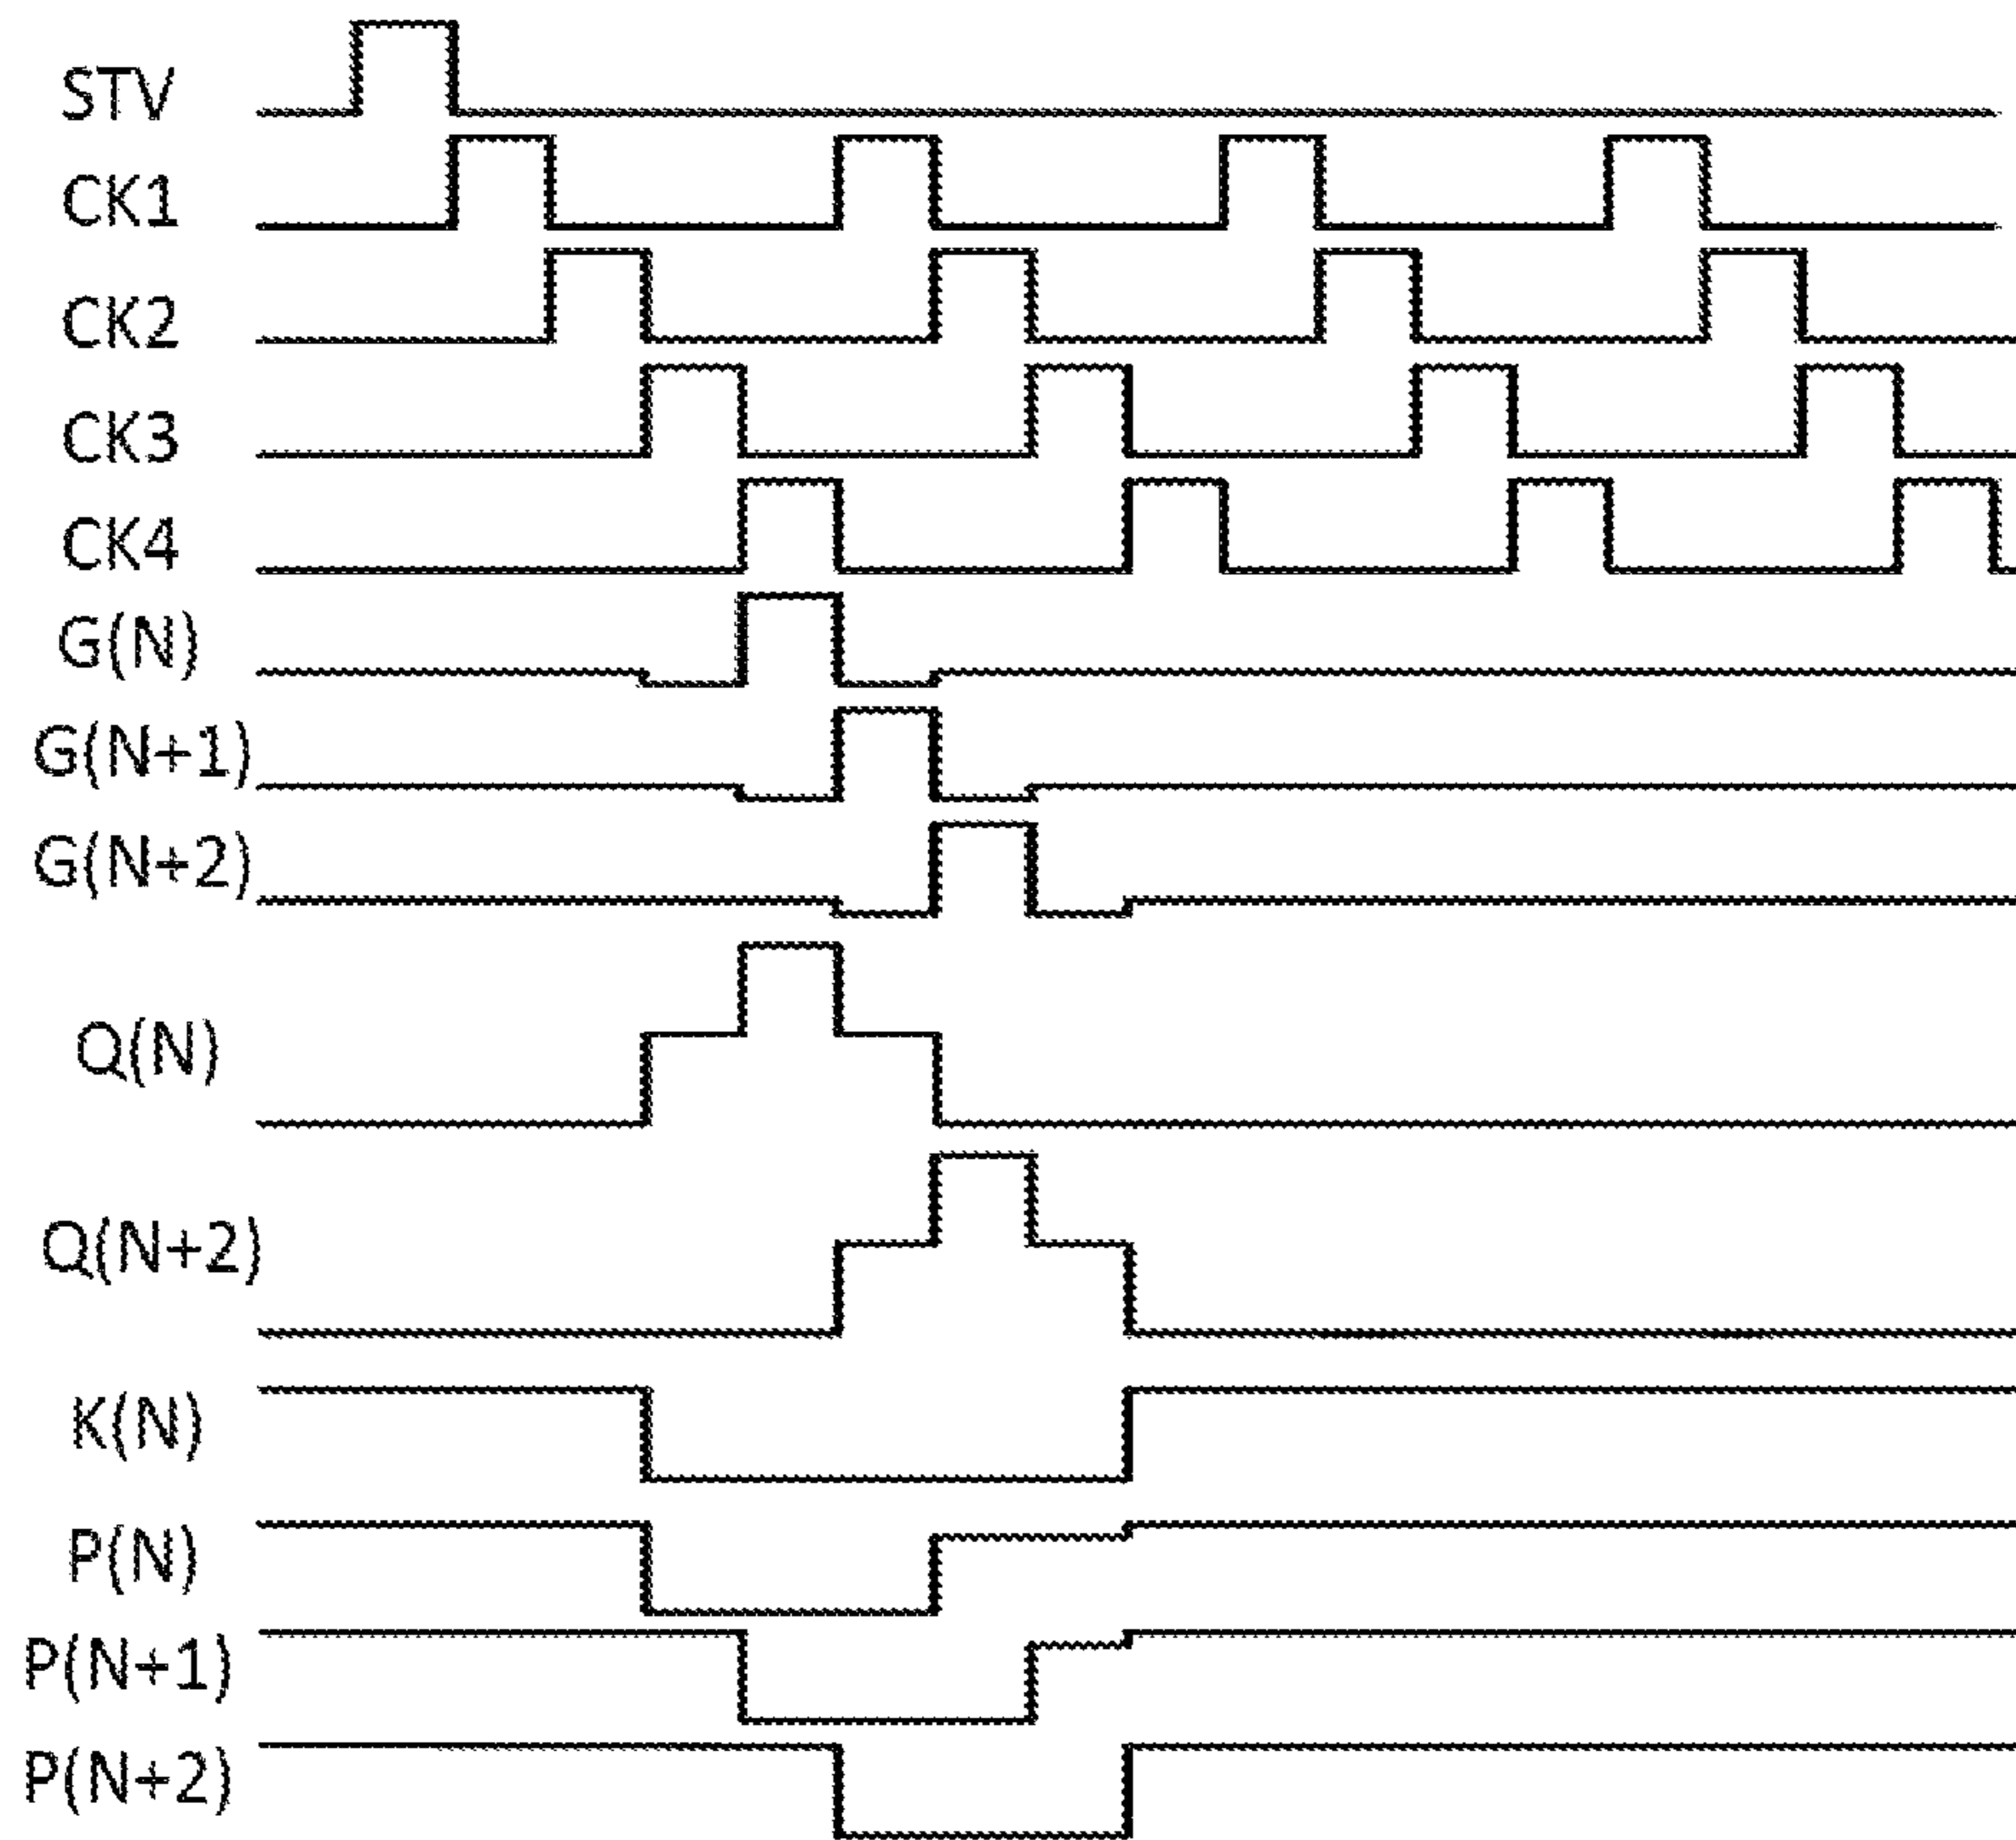 STV
CK1
CK2
CK3
CK4
G(N)
G(N+1)
G(N+2)
Q(N)
Q(N+2)
K(N)
P(N)
P(N+1)
P(N+2)